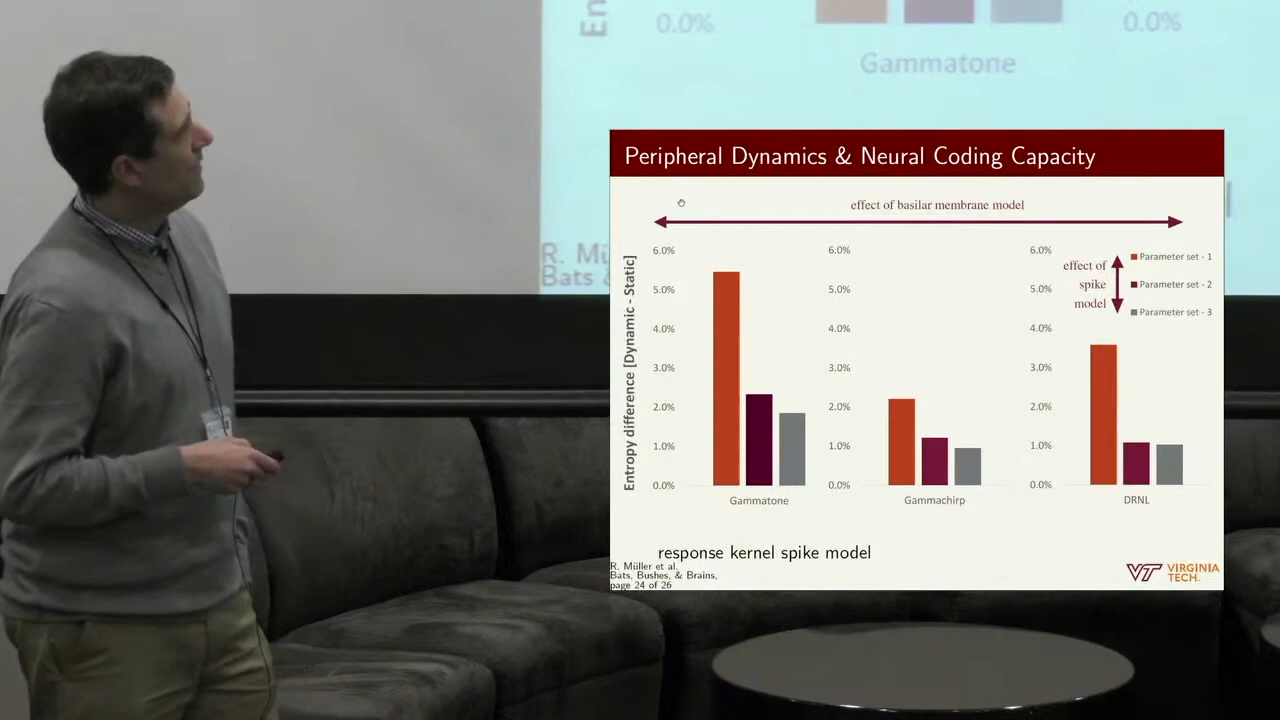 En
0.0%
0.0%
Gammatone
Peripheral Dynamics & Neural Coding Capacity
effect of basilar membrane model
Entropy difference [Dynamic - Static]
6.0%
5.0%
4.0%
3.0%
2.0%
1.0%
0.0%
Gammatone
6.0%
5.0%
4.0%
3.0%
2.0%
1.0%
0.0%
Gammachirp
6.0%
5.0%
4.0%
3.0%
2.0%
1.0%
0.0%
DRNL
effect of
spike
model
Parameter set - 1
Parameter set - 2
Parameter set - 3
response kernel spike model
R. Müller et al.
Bats, Bushes, & Brains,
page 24 of 26
VT VIRGINIA
TECH.
R. Mü
Bats &